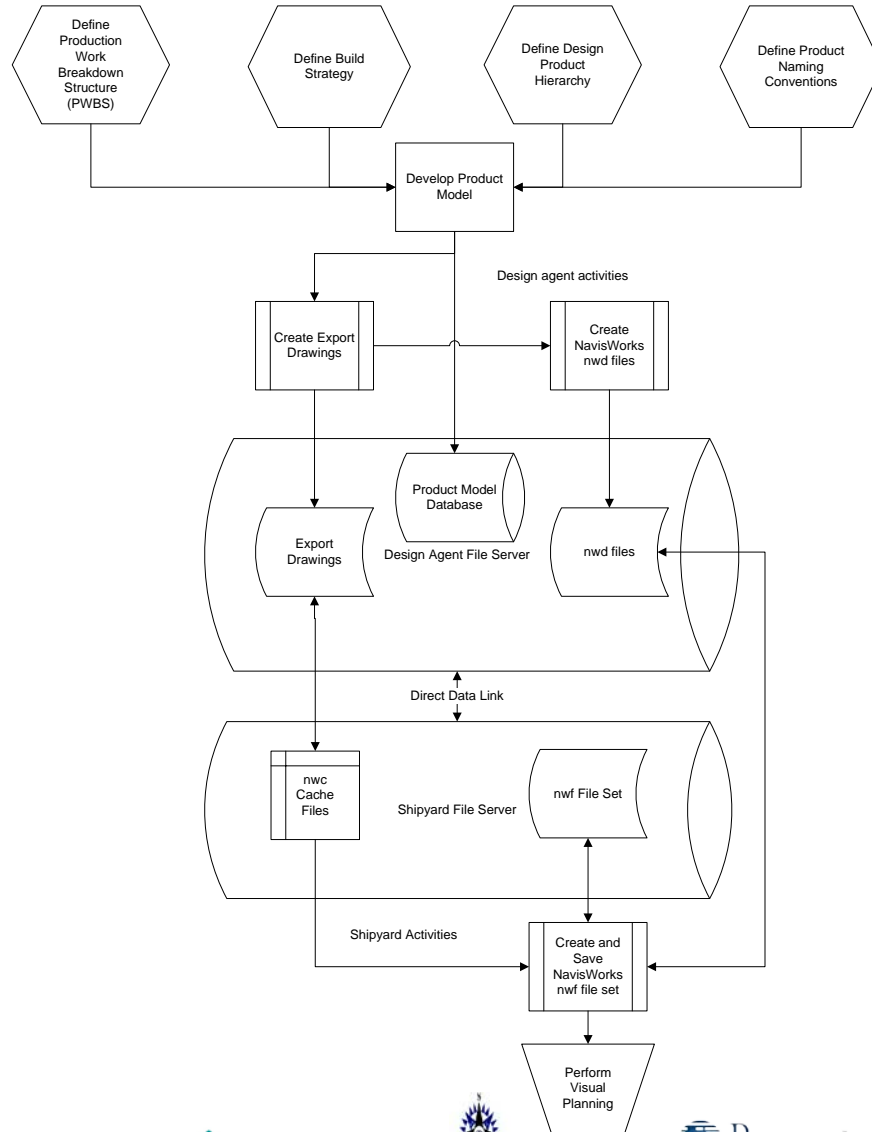 Define
Production
Work
Breakdown
Structure
(PWBS)
Define Build
Strategy
Define Design
Product
Hierarchy
Define Product
Naming
Conventions
Develop Product
Model
Design agent activities
Create Export
Drawings
Create
NavisWorks
nwd files
Product Model
Database
Export
Drawings
Design Agent File Server
nwd files
Direct Data Link
nwc
Cache
Files
Shipyard File Server
nwf File Set
Shipyard Activities
Create and
Save
NavisWorks
nwf file set
Perform
Visual
Planning